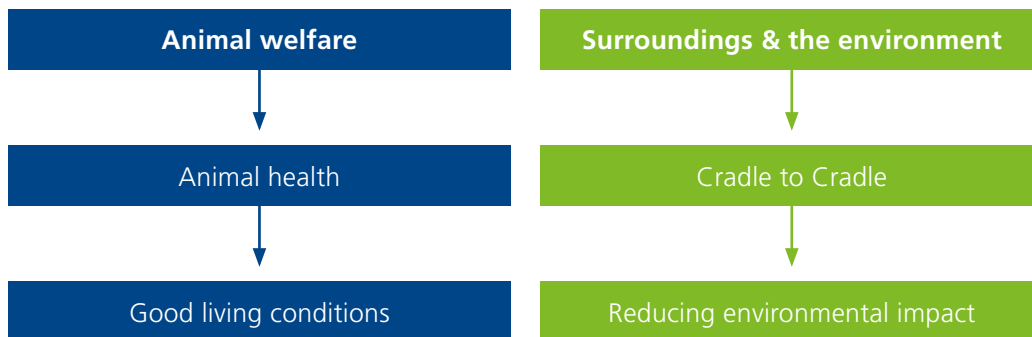 Animal welfare
Animal health
Good living conditions
Surroundings & the environment
Cradle to Cradle
Reducing environmental impact